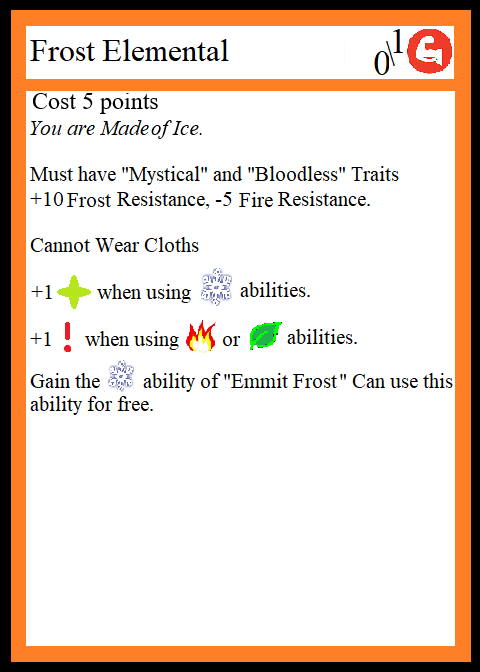 Frost Elemental
0\1
Cost 5 points
You are Made of Ice.
Must have "Mystical" and "Bloodless" Traits
+10 Frost Resistance, -5 Fire Resistance.
Cannot Wear Cloths
+1 when using abilities.
+1 when using or abilities.
Gain the ability of "Emmit Frost" Can use this
ability for free.